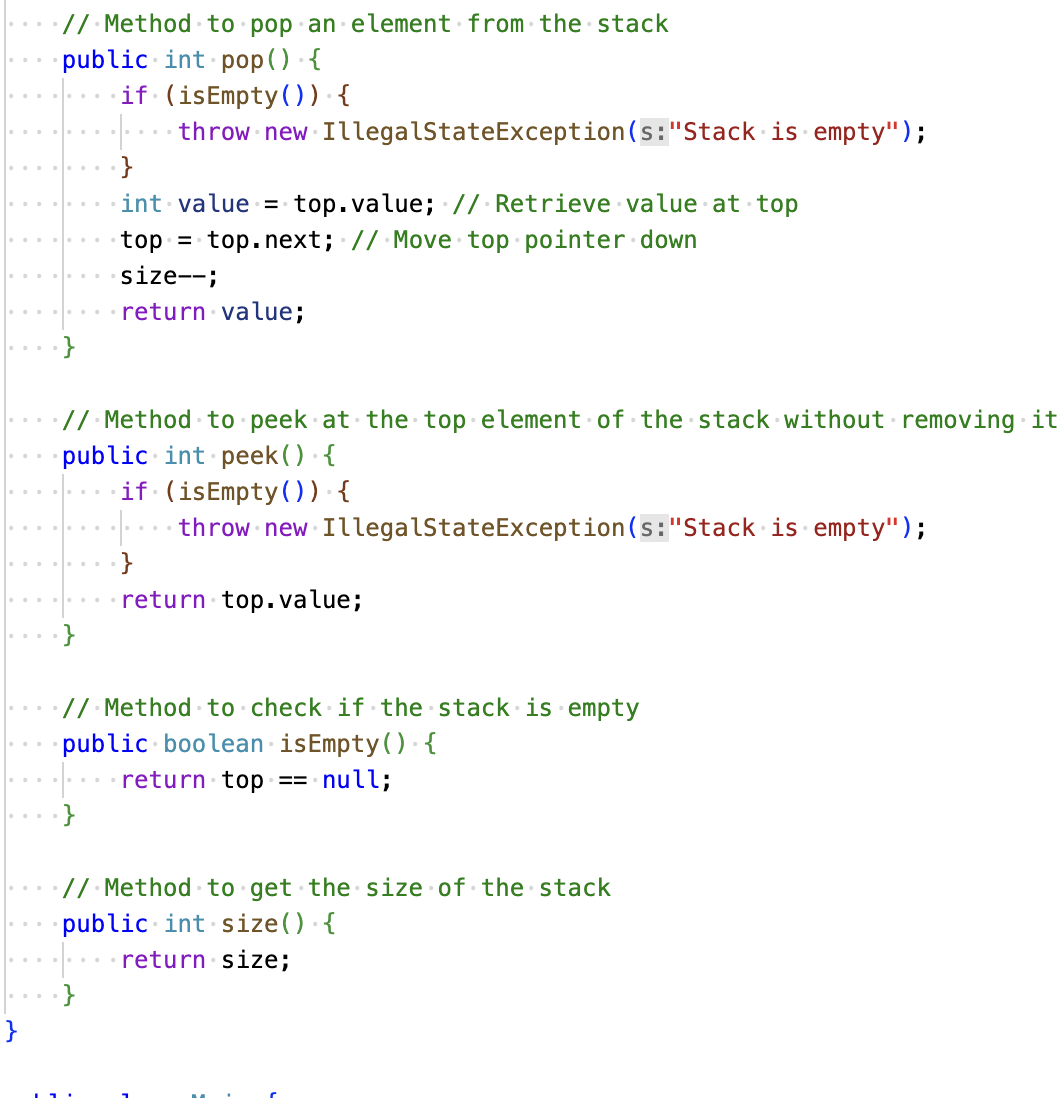 // Method to pop an element from the stack
    public int pop() {
        if (isEmpty()) {
            throw new IllegalStateException(s:"Stack is empty");
        }
        int value = top.value; // Retrieve value at top
        top = top.next; // Move top pointer down
        size--;
        return value;
    }

    // Method to peek at the top element of the stack without removing it
    public int peek() {
        if (isEmpty()) {
            throw new IllegalStateException(s:"Stack is empty");
        }
        return top.value;
    }

    // Method to check if the stack is empty
    public boolean isEmpty() {
        return top == null;
    }

    // Method to get the size of the stack
    public int size() {
        return size;
    }
}